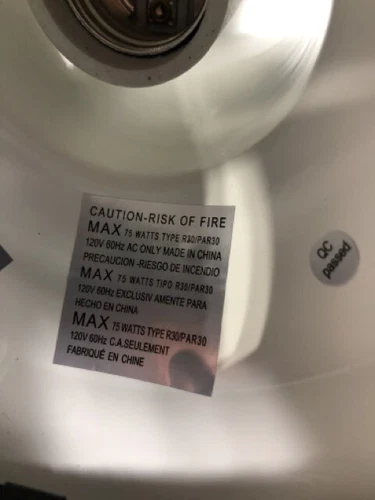 CAUTION-RISK OF FIRE
MAX 75 WATTS TYPE R30/PAR30
120V 60Hz AC ONLY MADE IN CHINA
PRECAUCION -RIESGO DE INCENDIO
MAX 75 WATTS TIPO R30/PAR30
120V 60Hz EXCLUSIV AMENTE PARA
HECHO EN CHINA
MAX 75 WATTS TYPE R30/PAR30
120V 60Hz C.A.SEULEMENT
FABRIQUÉ EN CHINE
QC
passed